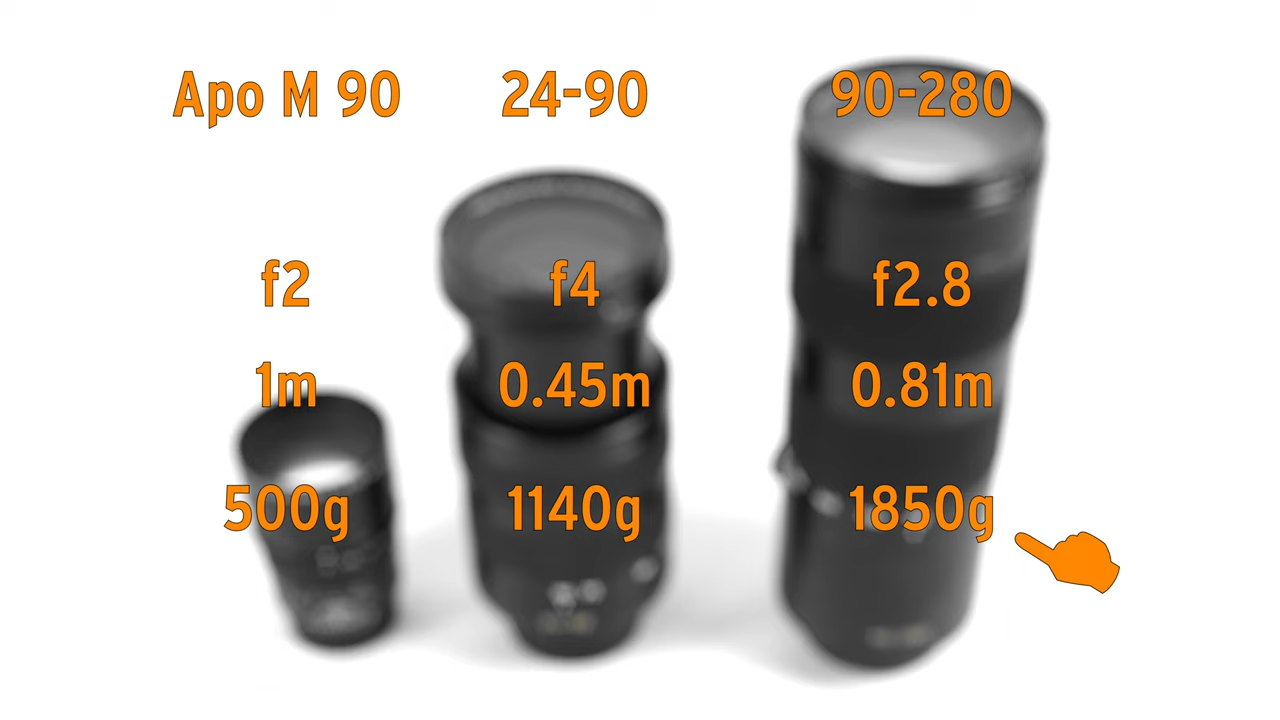 Apo M 90 24-90 90-280
f2 f4 f2.8
1m 0.45m 0.81m
500g 1140g 1850g